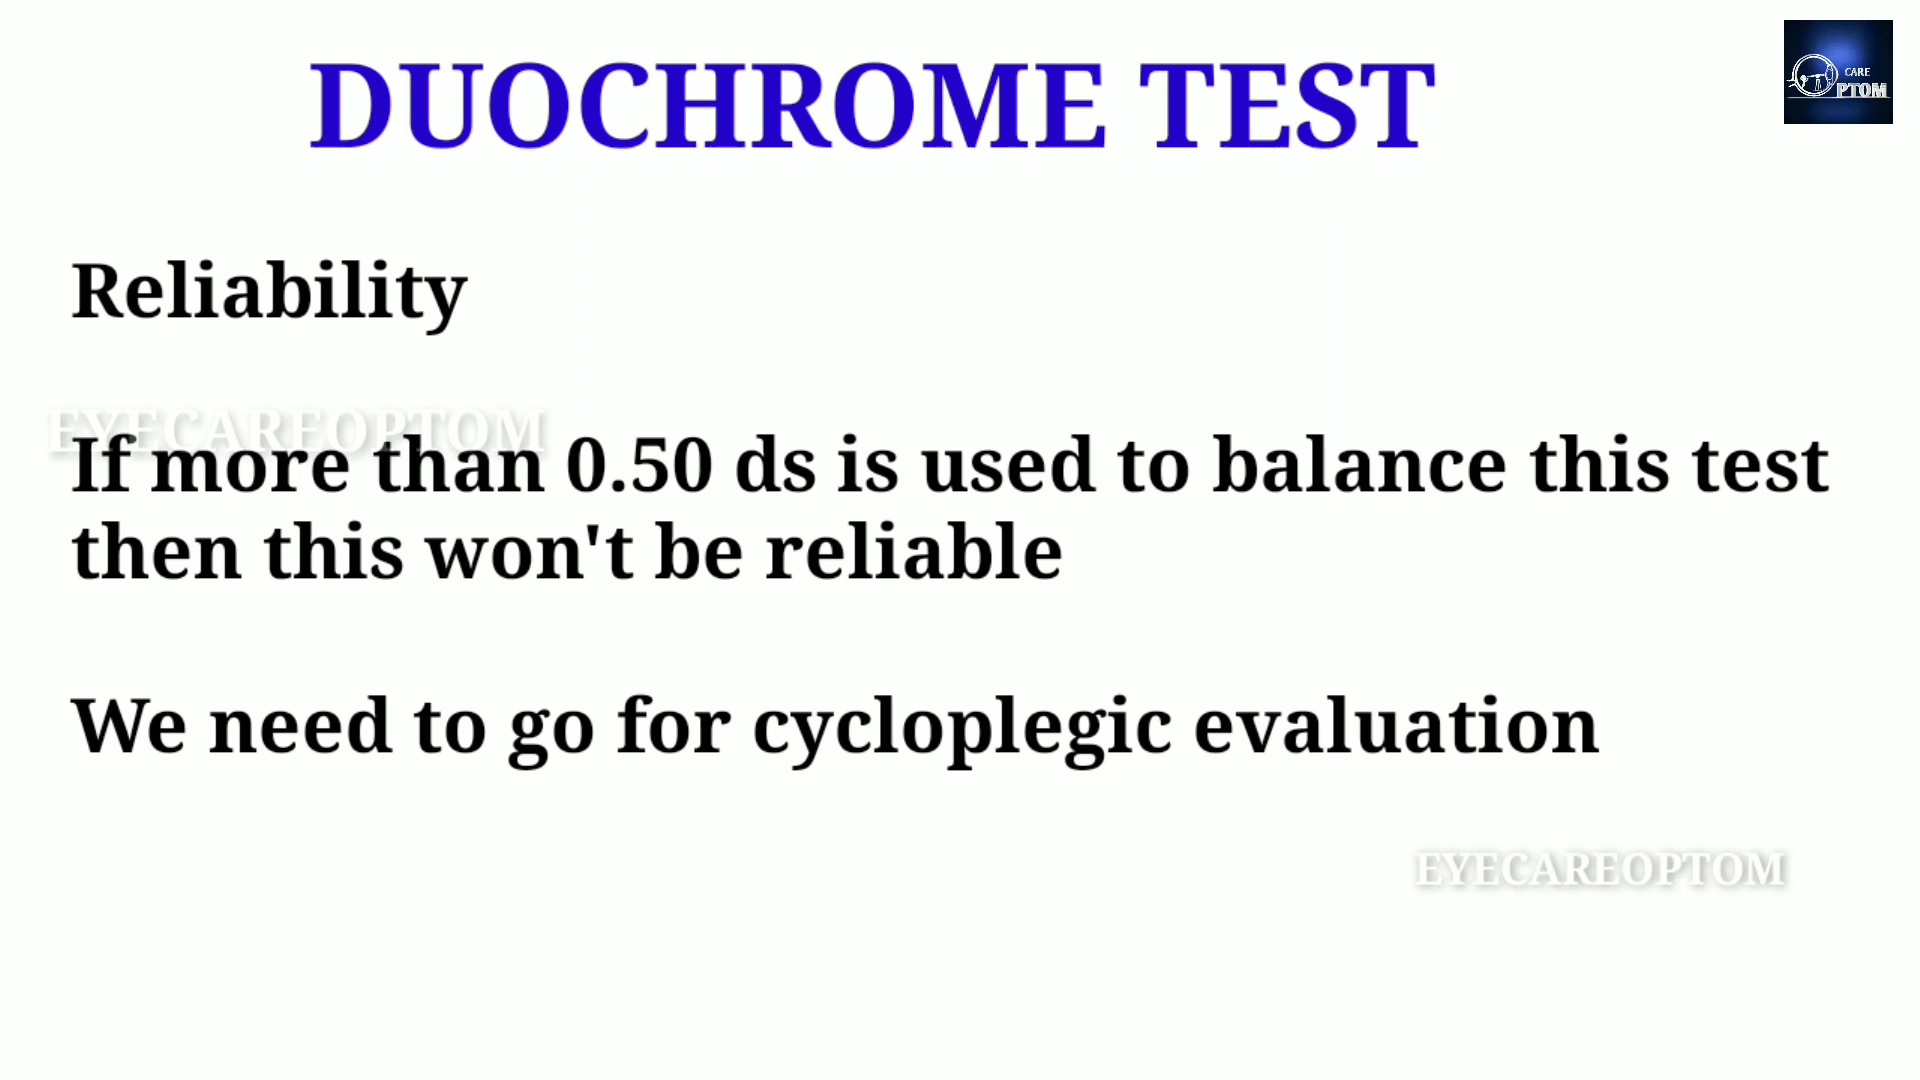 DUOCHROME TEST
CARE
PTOM
Reliability
EYECAREOPTOM
If more than 0.50 ds is used to balance this test
then this won't be reliable
We need to go for cycloplegic evaluation
EYECAREOPTOM